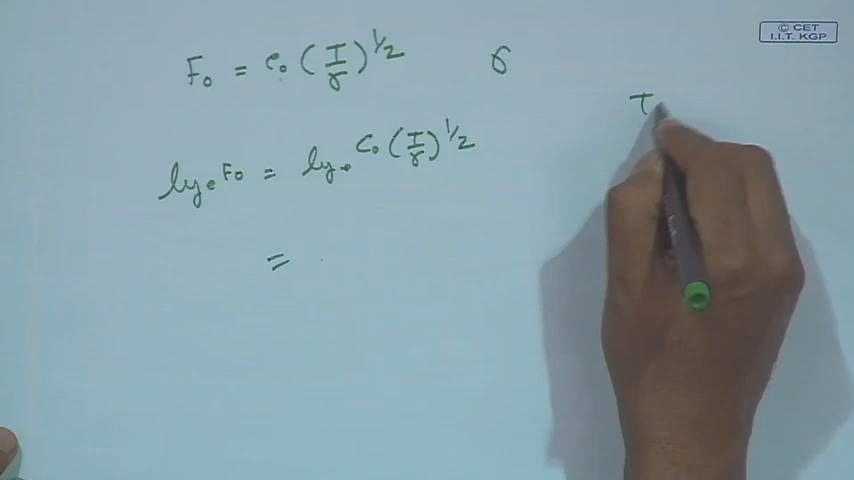 © CET
I.I.T. KGP
F₀ = C₀ (I/γ)^1/2 σ
T
log_e F₀ = log_e C₀ (I/γ)^1/2
=